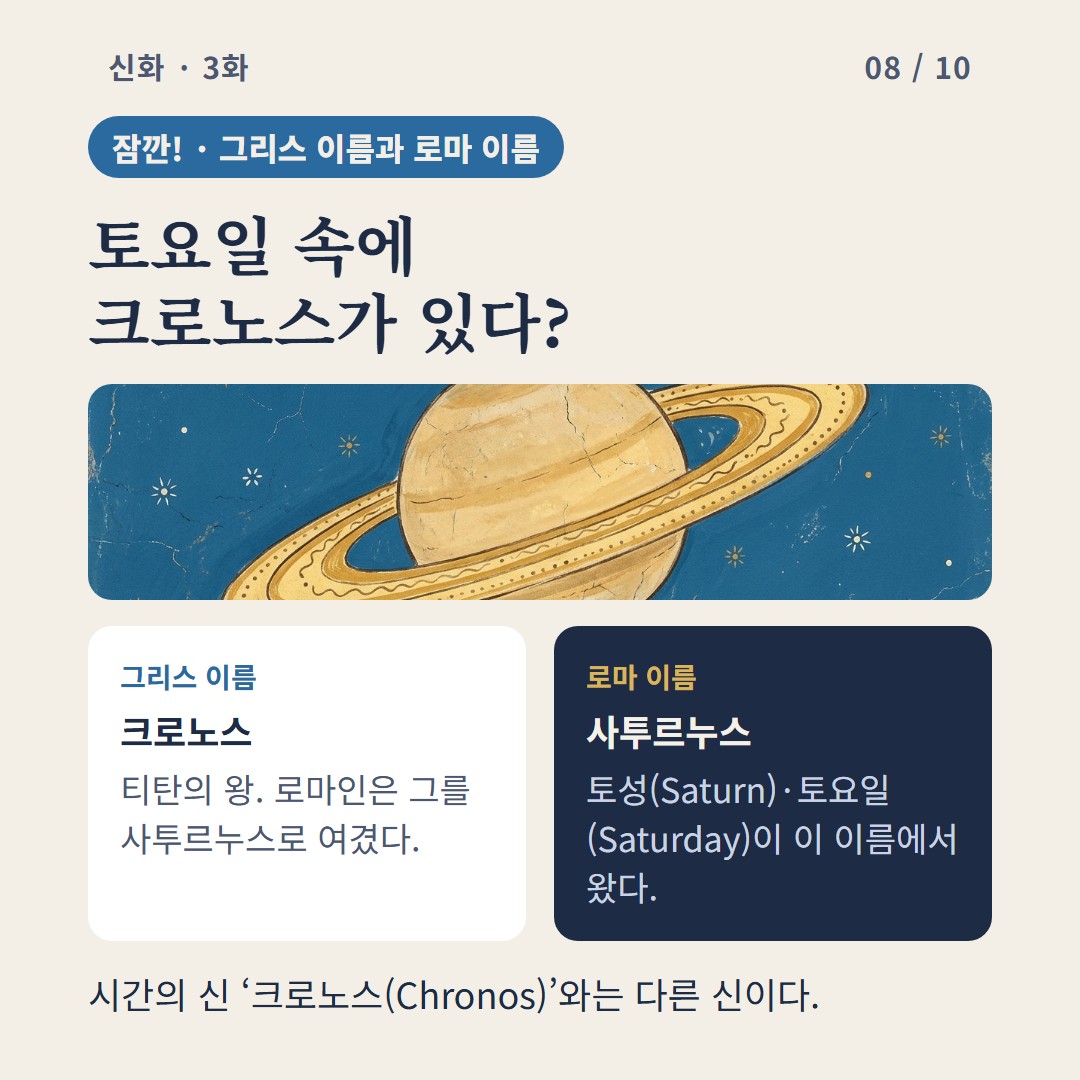 신화 · 3화
08 / 10
잠깐! · 그리스 이름과 로마 이름
토요일 속에
크로노스가 있다?
그리스 이름
크로노스
티탄의 왕. 로마인은 그를
사투르누스로 여겼다.
로마 이름
사투르누스
토성(Saturn)·토요일
(Saturday)이 이 이름에서
왔다.
시간의 신 ‘크로노스(Chronos)’와는 다른 신이다.